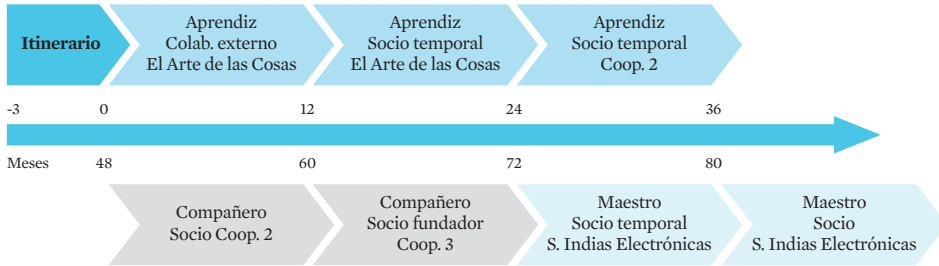 Itinerario
Aprendiz
Colab. externo
El Arte de las Cosas
Aprendiz
Socio temporal
El Arte de las Cosas
Aprendiz
Socio temporal
Coop. 2
-3 0 12 24 36
Meses 48 60 72 80
Compañero
Socio Coop. 2
Compañero
Socio fundador
Coop. 3
Maestro
Socio temporal
S. Indias Electrónicas
Maestro
Socio
S. Indias Electrónicas